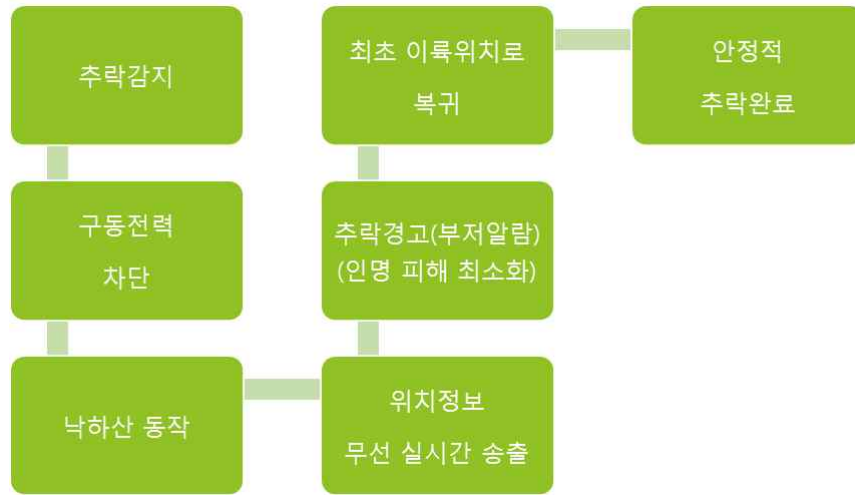 추락감지
구동전력
차단
낙하산 동작
위치정보
무선 실시간 송출
추락경고(부저알람)
(인명 피해 최소화)
최초 이륙위치로
복귀
안정적
추락완료